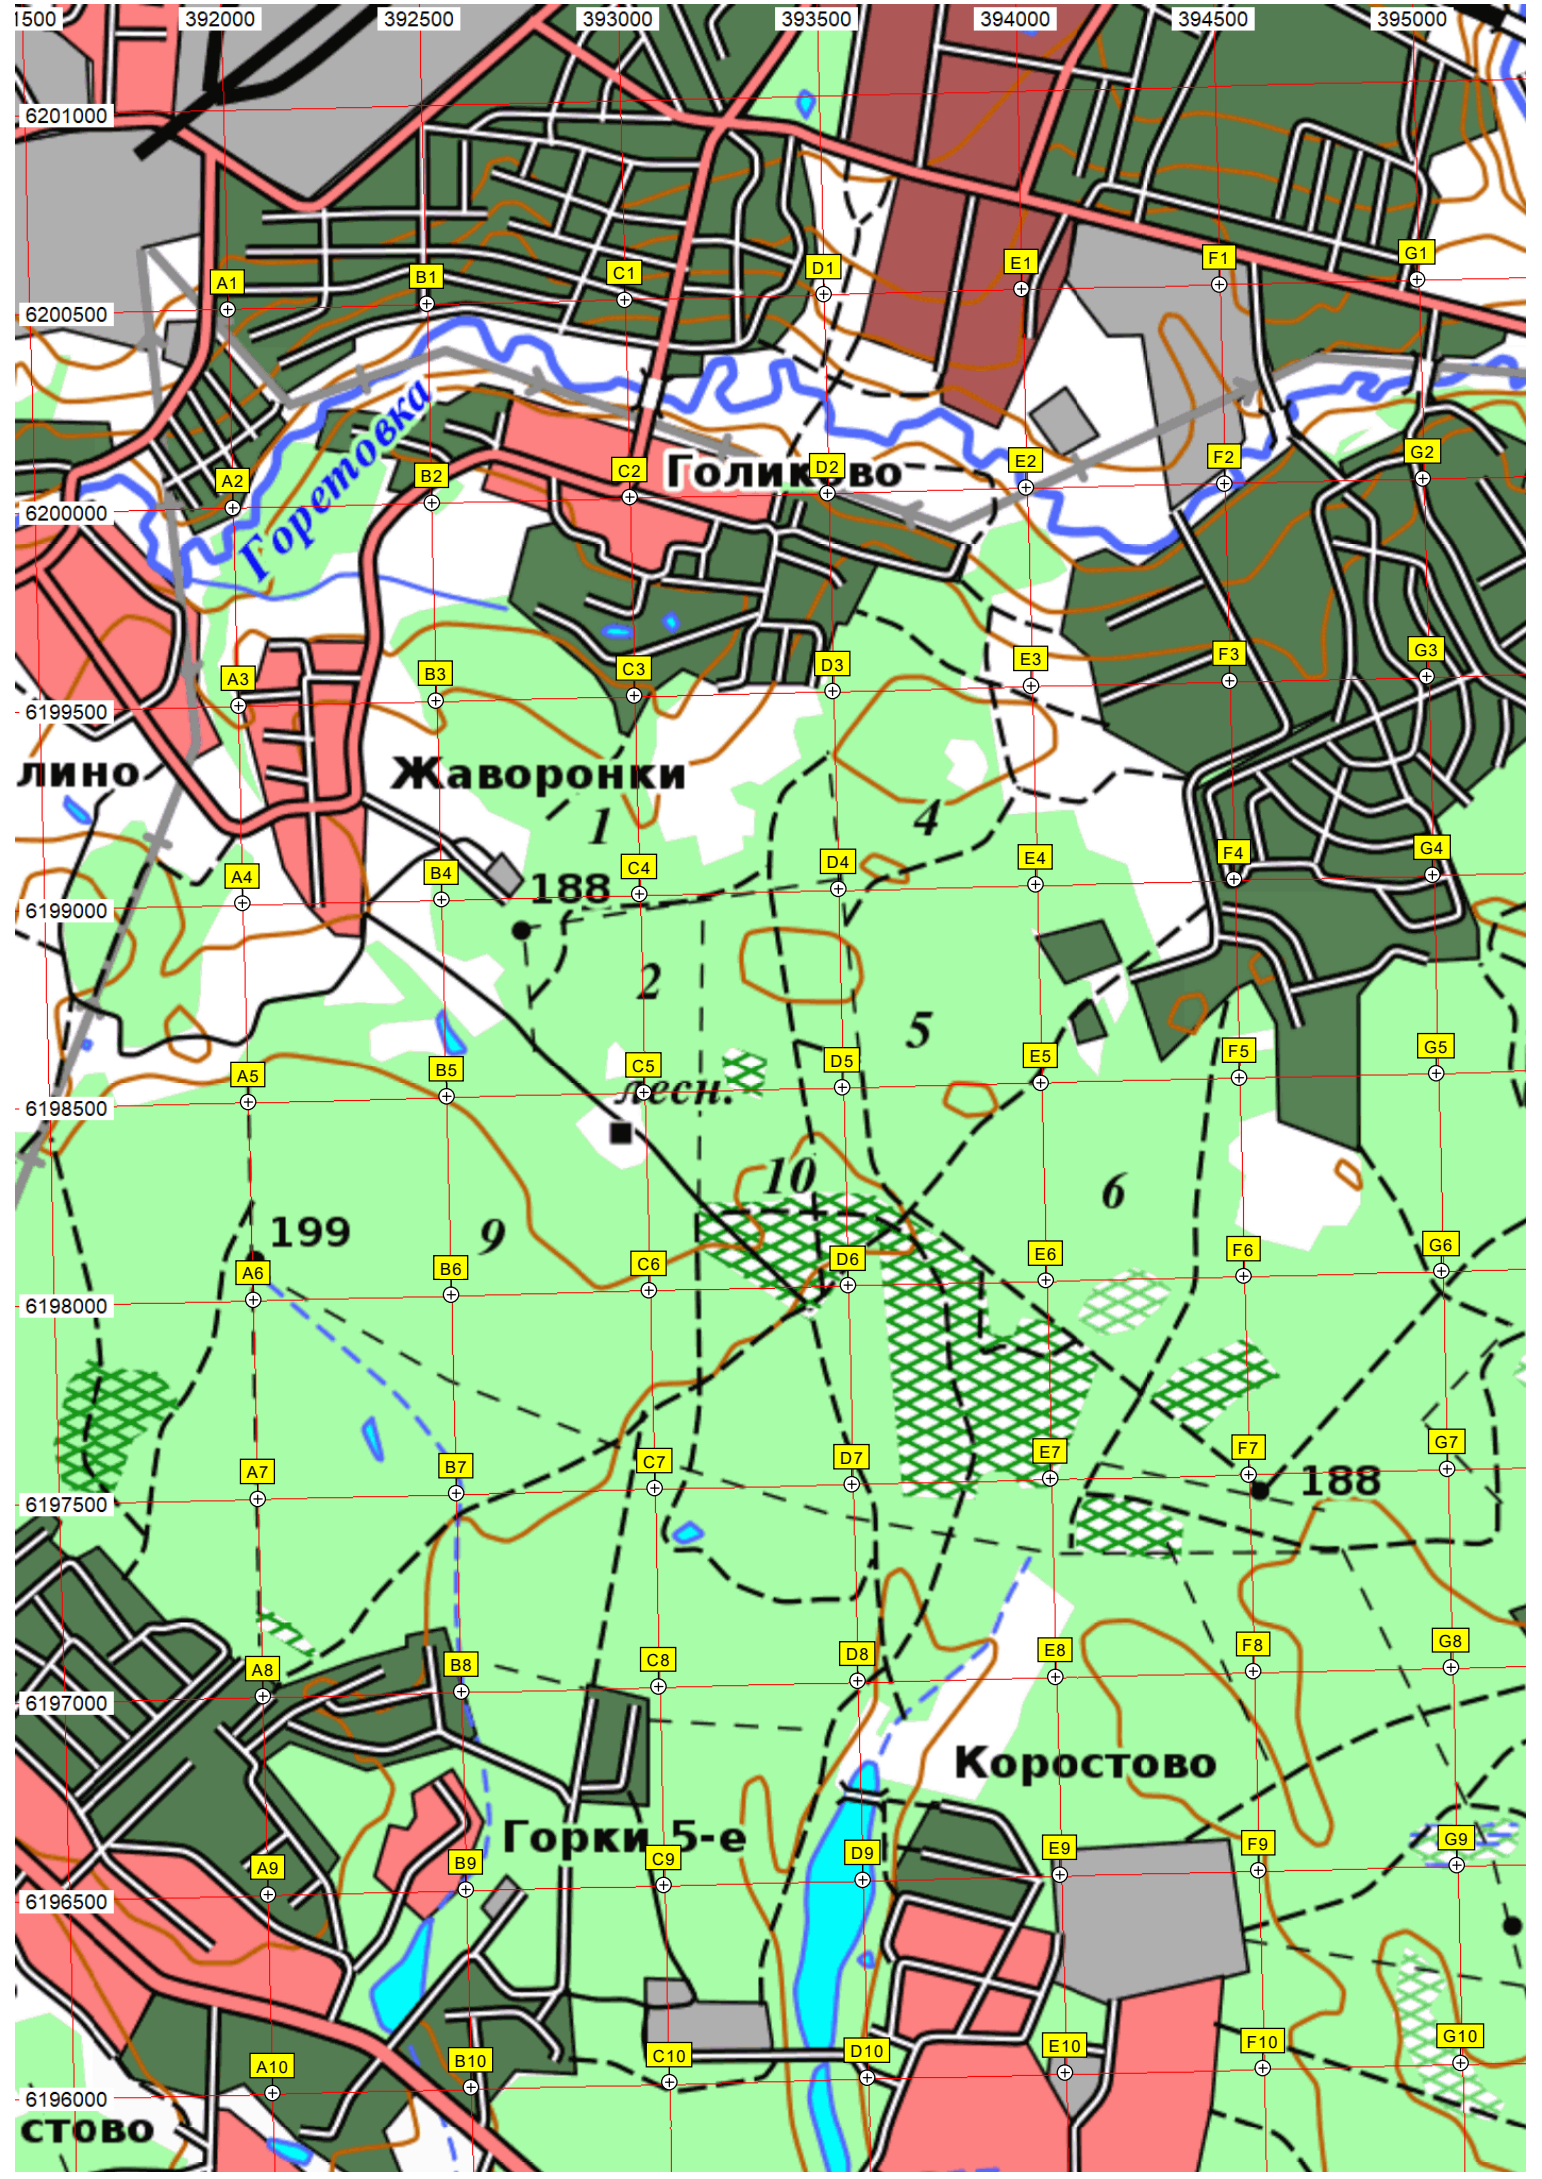 1500 392000 392500 393000 393500 394000 394500 395000
6201000
A1 B1 C1 D1 E1 F1 G1
6200500
Горетовка
Голиково
A2 B2 C2 D2 E2 F2 G2
6200000
A3 B3 C3 D3 E3 F3 G3
6199500
лино
Жаворонки
1
4
A4 B4 C4 D4 E4 F4 G4
188
6199000
2
5
A5 B5 C5 D5 E5 F5 G5
лесн.
6198500
10
6
199
9
A6 B6 C6 D6 E6 F6 G6
6198000
A7 B7 C7 D7 E7 F7 G7
188
6197500
A8 B8 C8 D8 E8 F8 G8
6197000
Коростово
Горки 5-е
A9 B9 C9 D9 E9 F9 G9
6196500
A10 B10 C10 D10 E10 F10 G10
6196000
стово